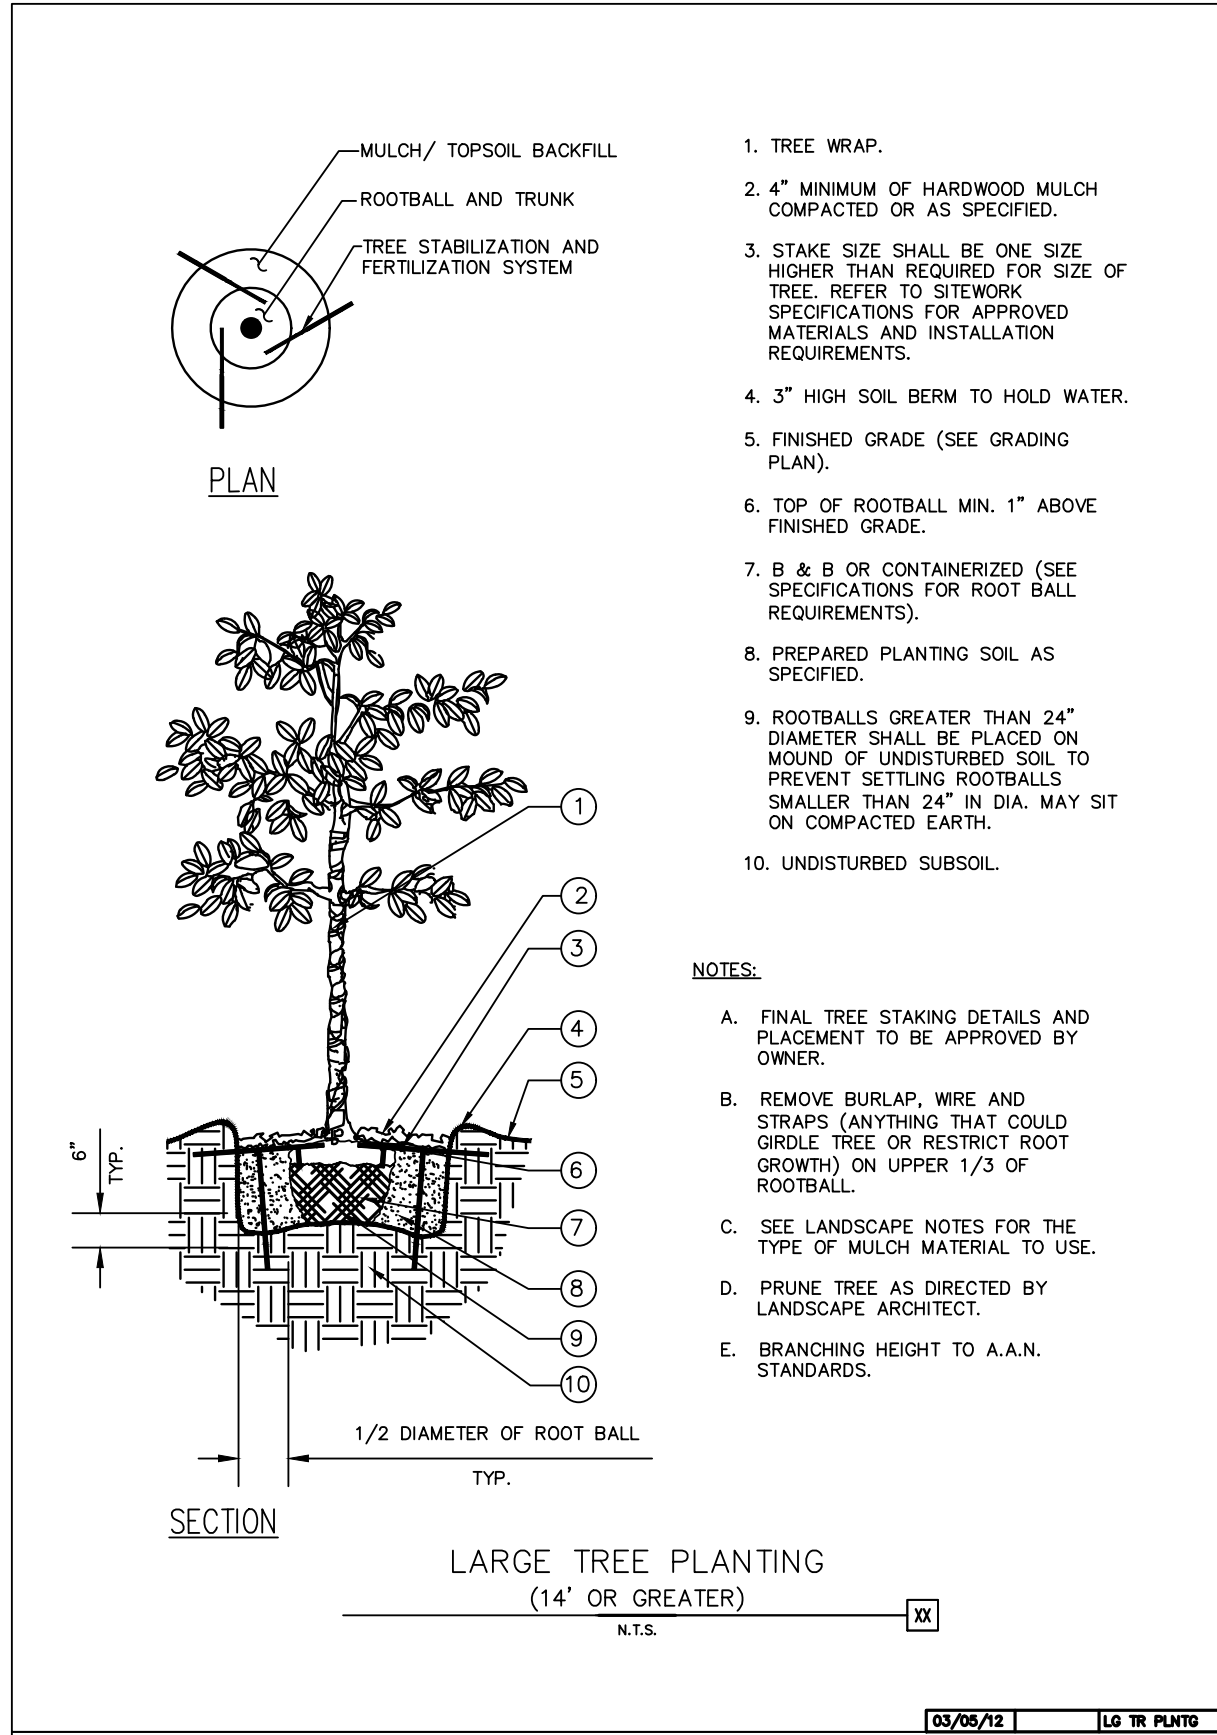 MULCH/ TOPSOIL BACKFILL
ROOTBALL AND TRUNK
TREE STABILIZATION AND
FERTILIZATION SYSTEM
PLAN
1. TREE WRAP.
2. 4" MINIMUM OF HARDWOOD MULCH
COMPACTED OR AS SPECIFIED.
3. STAKE SIZE SHALL BE ONE SIZE
HIGHER THAN REQUIRED FOR SIZE OF
TREE. REFER TO SITEWORK
SPECIFICATIONS FOR APPROVED
MATERIALS AND INSTALLATION
REQUIREMENTS.
4. 3" HIGH SOIL BERM TO HOLD WATER.
5. FINISHED GRADE (SEE GRADING
PLAN).
6. TOP OF ROOTBALL MIN. 1" ABOVE
FINISHED GRADE.
7. B & B OR CONTAINERIZED (SEE
SPECIFICATIONS FOR ROOT BALL
REQUIREMENTS).
8. PREPARED PLANTING SOIL AS
SPECIFIED.
9. ROOTBALLS GREATER THAN 24"
DIAMETER SHALL BE PLACED ON
MOUND OF UNDISTURBED SOIL TO
PREVENT SETTLING ROOTBALLS
SMALLER THAN 24" IN DIA. MAY SIT
ON COMPACTED EARTH.
10. UNDISTURBED SUBSOIL.
1
2
3
4
5
6
7
8
9
10
6"
TYP.
1/2 DIAMETER OF ROOT BALL
TYP.
SECTION
NOTES:
A. FINAL TREE STAKING DETAILS AND
PLACEMENT TO BE APPROVED BY
OWNER.
B. REMOVE BURLAP, WIRE AND
STRAPS (ANYTHING THAT COULD
GIRDLE TREE OR RESTRICT ROOT
GROWTH) ON UPPER 1/3 OF
ROOTBALL.
C. SEE LANDSCAPE NOTES FOR THE
TYPE OF MULCH MATERIAL TO USE.
D. PRUNE TREE AS DIRECTED BY
LANDSCAPE ARCHITECT.
E. BRANCHING HEIGHT TO A.A.N.
STANDARDS.
LARGE TREE PLANTING
(14' OR GREATER)
XX
N.T.S.
03/05/12
LG TR PLNTG